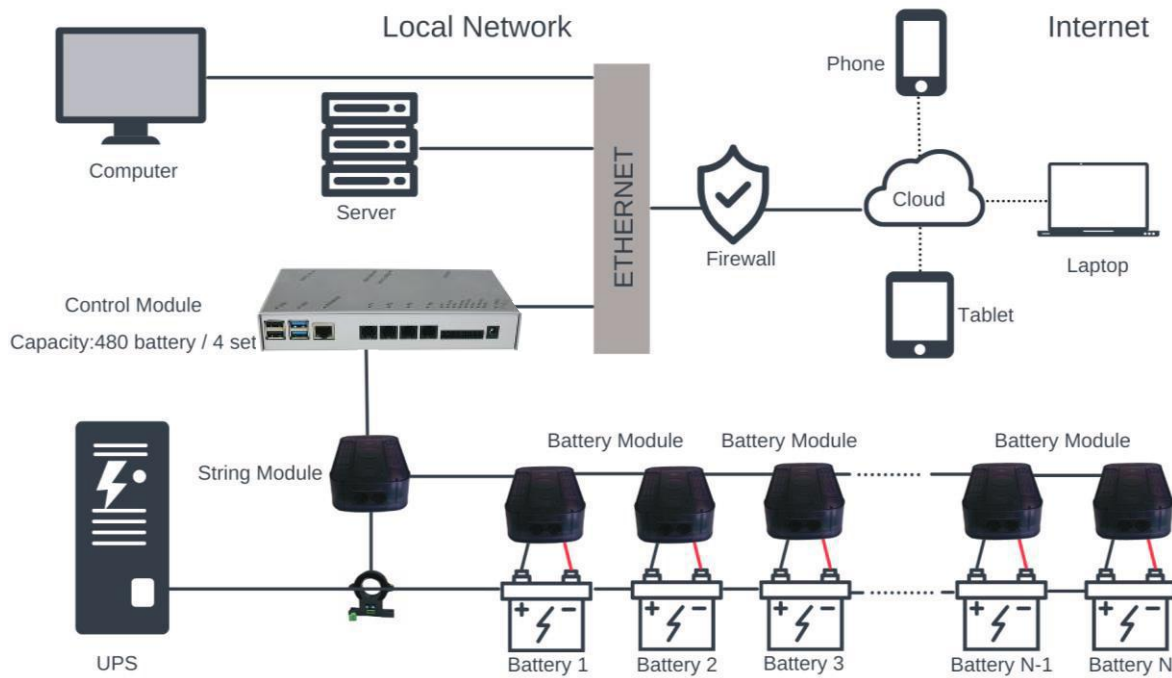 Local Network
Internet
Phone
Computer
Server
ETHERNET
Firewall
Cloud
Laptop
Tablet
Control Module
Capacity:480 battery / 4 set
String Module
Battery Module
Battery Module
Battery Module
UPS
+ -
+ -
+ -
+ -
+ -
Battery 1
Battery 2
Battery 3
Battery N-1
Battery N